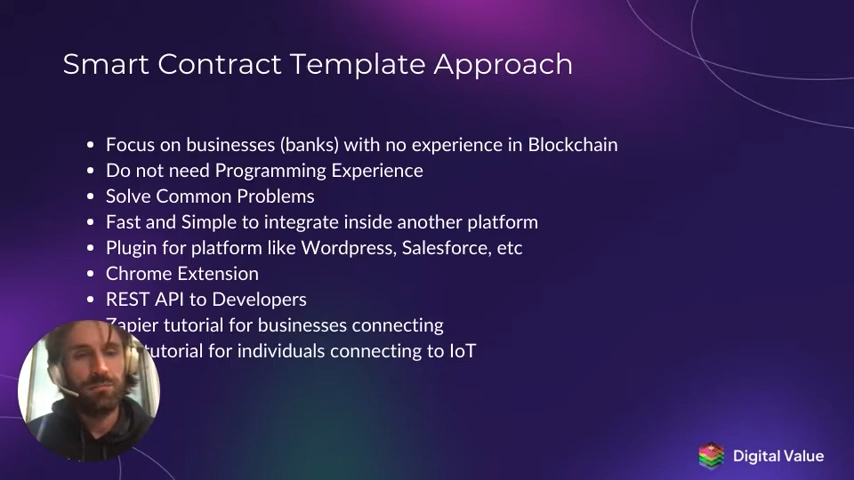 Smart Contract Template Approach
Focus on businesses (banks) with no experience in Blockchain
Do not need Programming Experience
Solve Common Problems
Fast and Simple to integrate inside another platform
Plugin for platform like Wordpress, Salesforce, etc
Chrome Extension
REST API to Developers
Zapier tutorial for businesses connecting
tutorial for individuals connecting to IoT
Digital Value